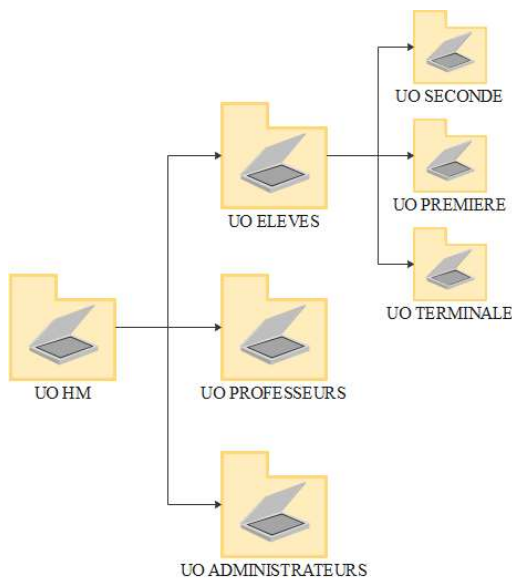 UO SECONDE
UO ELEVES
UO PREMIERE
UO TERMINALE
UO HM
UO PROFESSEURS
UO ADMINISTRATEURS